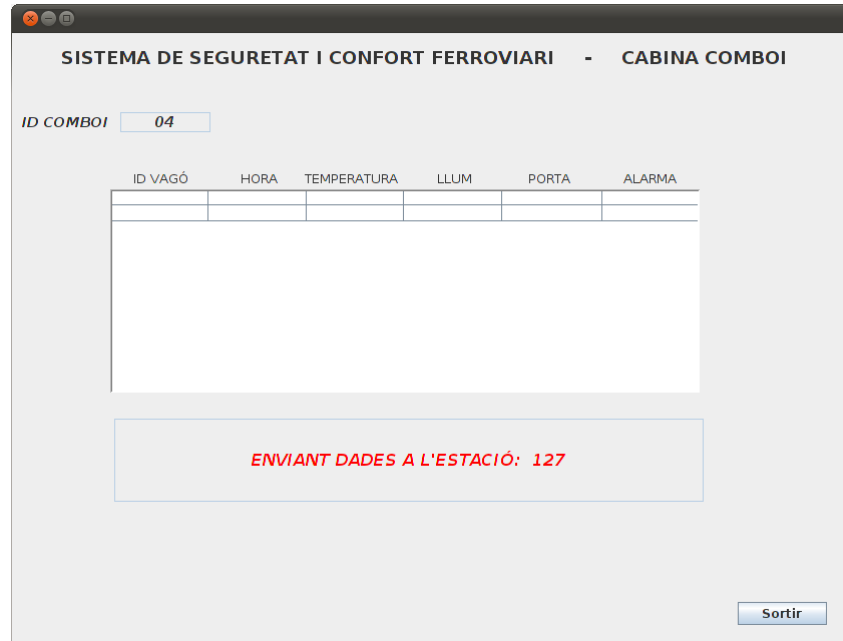 SISTEMA DE SEGURETAT I CONFORT FERROVIARI - CABINA COMBOI
ID COMBOI 04
ID VAGÓ HORA TEMPERATURA LLUM PORTA ALARMA
ENVIANT DADES A L'ESTACIÓ: 127
Sortir